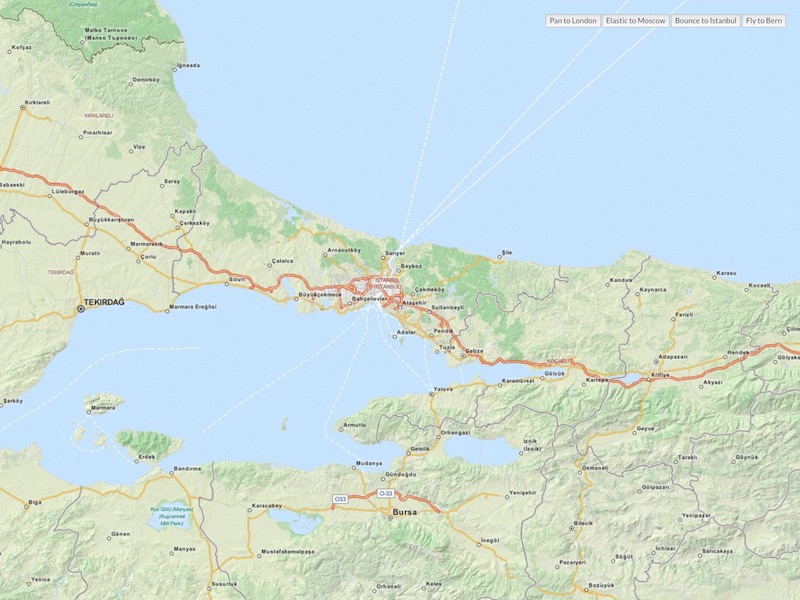 (Странджа)
Malko Tarnovo
(Малко Търново)
Pan to London
Elastic to Moscow
Bounce to Istanbul
Fly to Bern
Kofçaz
İğneada
Demirköy
Kırklareli
KIRKLARELİ
Pınarhisar
Vize
Babaeski
Lüleburgaz
Saray
Büyükkarıştıran
Kapaklı
Çerkezköy
Hayrabolu
Muratlı
Marmaracık
Çorlu
TEKİRDAĞ
TEKİRDAĞ
Marmara Ereğlisi
Silivri
Çatalca
Arnavutköy
Sarıyer
Beykoz
Şile
İSTANBUL
(İSTANBUL)
Büyükçekmece
Bahçelievler
Çekmeköy
Ataşehir
Sultanbeyli
Adalar
Pendik
Tuzla
Gebze
Kandıra
Kaynarca
Karasu
Kocaali
Ferizli
Çilimli
KOCAELİ
Gölcük
Adapazarı
Hendek
Gölyaka
Karamürsel
Kartepe
Arifiye
Akyazı
Yalova
Şarköy
Marmara
Erdek
Armutlu
Orhangazi
İznik
(İznik)
Geyve
Taraklı
Göynük
Bandırma
Mudanya
Gemlik
Gündoğdu
Osmaneli
Gölpazarı
Biga
Kuş Gölü (Manyas)
(Kuşcenneti
Milli Parkı)
Karacabey
O33
O-33
Bursa
Yenişehir
Bilecik
Yenipazar
Gönen
Manyas
Mustafakemalpaşa
İnegöl
Söğüt
İnhisar
Sarıcakaya
Pazaryeri
Yenice
Susurluk
Orhaneli
Keles
Bozüyük